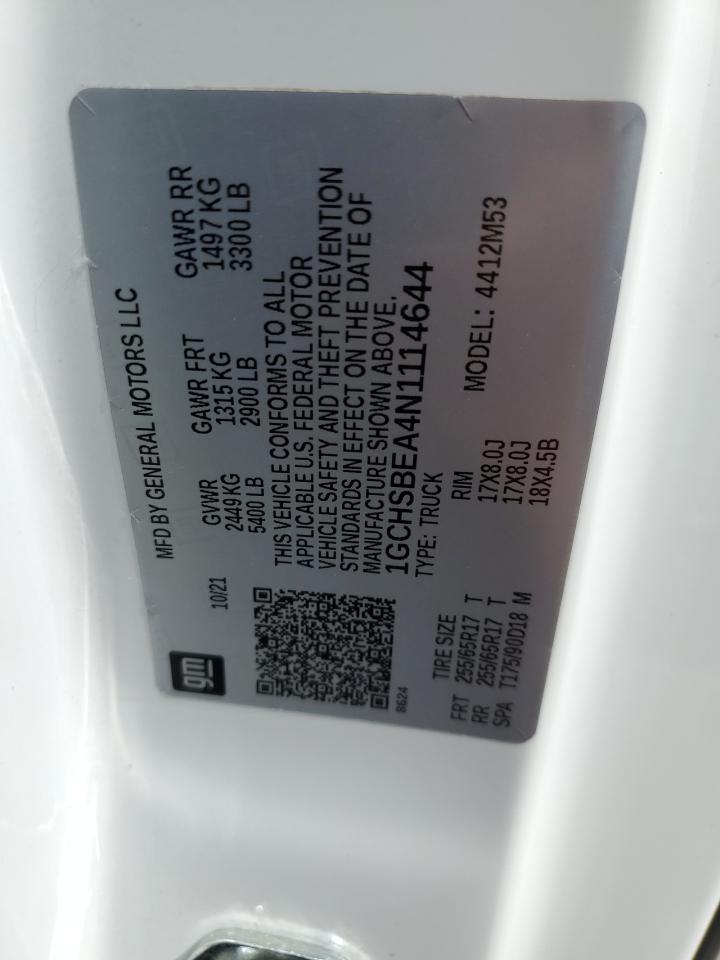 gm
MFD BY GENERAL MOTORS LLC
10/21
GVWR GAWR FRT GAWR RR
2449 KG 1315 KG 1497 KG
5400 LB 2900 LB 3300 LB
THIS VEHICLE CONFORMS TO ALL
APPLICABLE U.S. FEDERAL MOTOR
VEHICLE SAFETY AND THEFT PREVENTION
STANDARDS IN EFFECT ON THE DATE OF
MANUFACTURE SHOWN ABOVE.
1GCHSBEA4N1114644
8624
TYPE: TRUCK
TIRE SIZE RIM MODEL: 4412M53
FRT 255/65R17 T 17X8.0J
RR 255/65R17 T 17X8.0J
SPA T175/90D18 M 18X4.5B